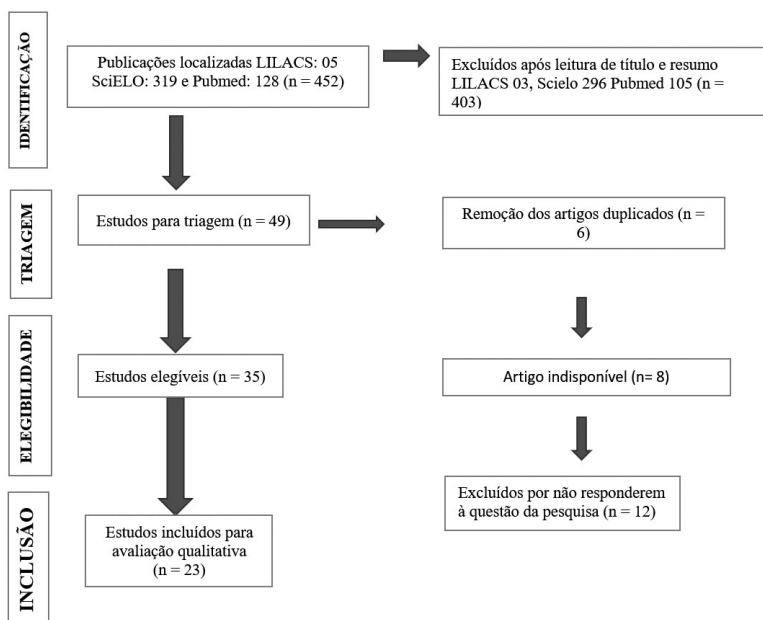 IDENTIFICAÇÃO
Publicações localizadas LILACS: 05
SciELO: 319 e Pubmed: 128 (n = 452)
Excluídos após leitura de título e resumo
LILACS 03, Scielo 296 Pubmed 105 (n =
403)
TRIAGEM
Estudos para triagem (n = 49)
Remoção dos artigos duplicados (n =
6)
ELEGIBILIDADE
Estudos elegíveis (n = 35)
Artigo indisponível (n= 8)
INCLUSÃO
Excluídos por não responderem
à questão da pesquisa (n = 12)
Estudos incluídos para
avaliação qualitativa
(n = 23)